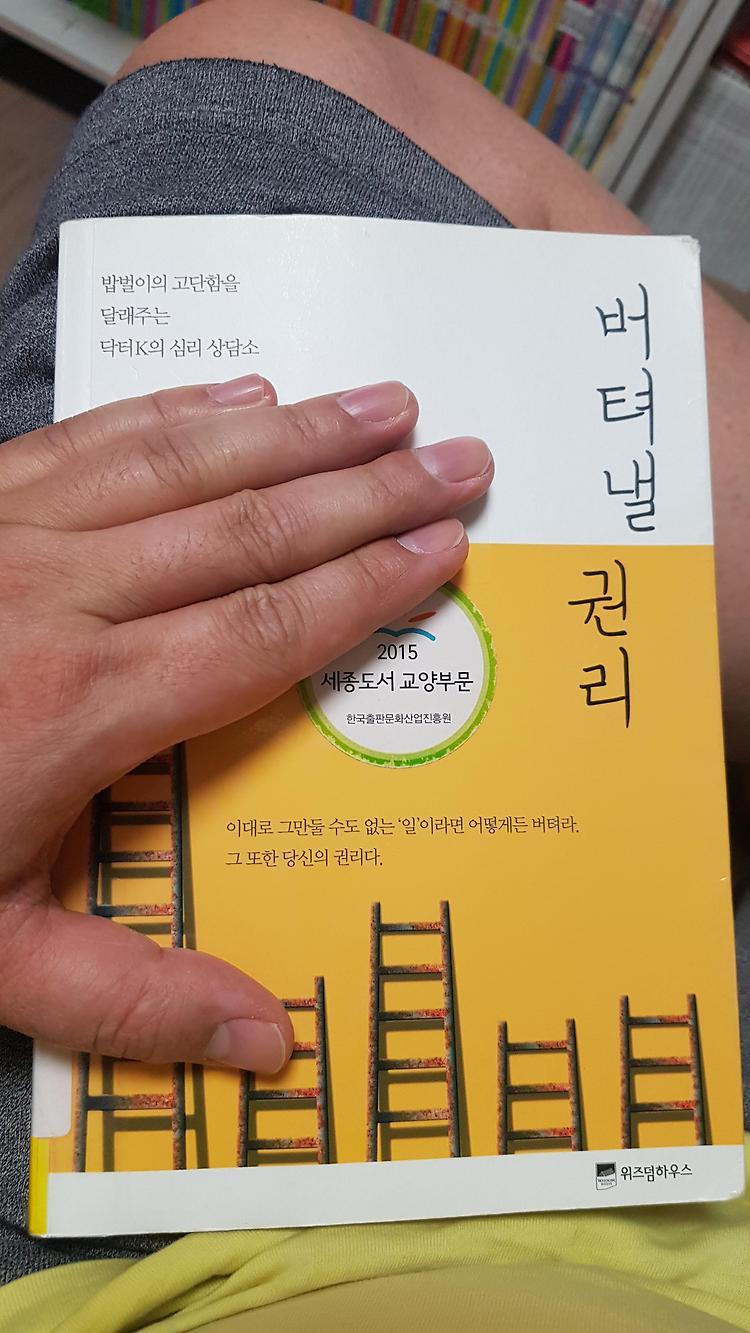 밥벌이의 고단함을
달래주는
닥터K의 심리 상담소
버텨낼 권리
2015
세종도서 교양부문
한국출판문화산업진흥원
이대로 그만둘 수도 없는 ‘일’이라면 어떻게든 버텨라.
그 또한 당신의 권리다.
위즈덤하우스